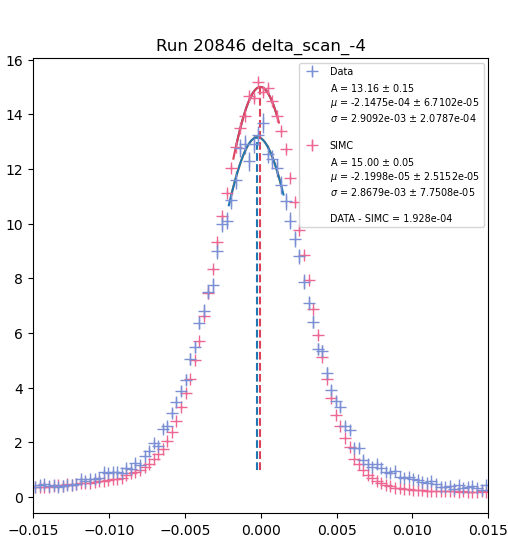 Run 20846 delta_scan_-4
16
14
12
10
8
6
4
2
0
Data
A = 13.16 ± 0.15
μ = -2.1475e-04 ± 6.7102e-05
σ = 2.9092e-03 ± 2.0787e-04
SIMC
A = 15.00 ± 0.05
μ = -2.1998e-05 ± 2.5152e-05
σ = 2.8679e-03 ± 7.7508e-05
DATA - SIMC = 1.928e-04
−0.015 −0.010 −0.005 0.000 0.005 0.010 0.015